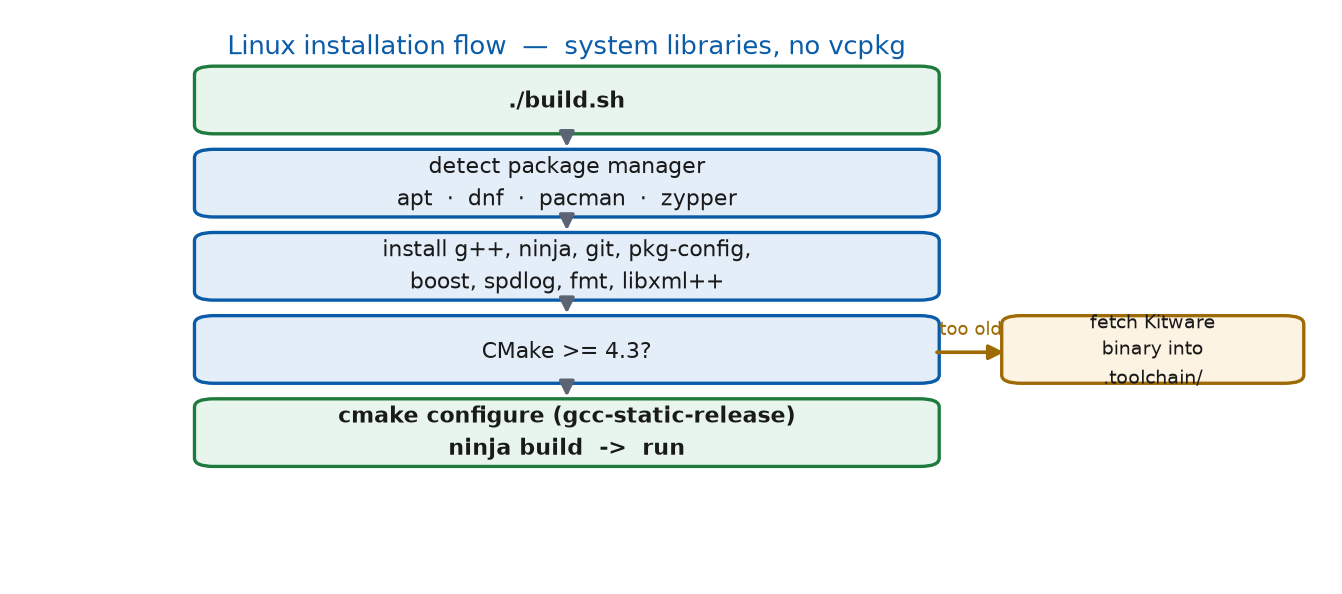 Linux installation flow — system libraries, no vcpkg
./build.sh
detect package manager
apt · dnf · pacman · zypper
install g++, ninja, git, pkg-config,
boost, spdlog, fmt, libxml++
CMake >= 4.3?
too old
fetch Kitware
binary into
.toolchain/
cmake configure (gcc-static-release)
ninja build -> run